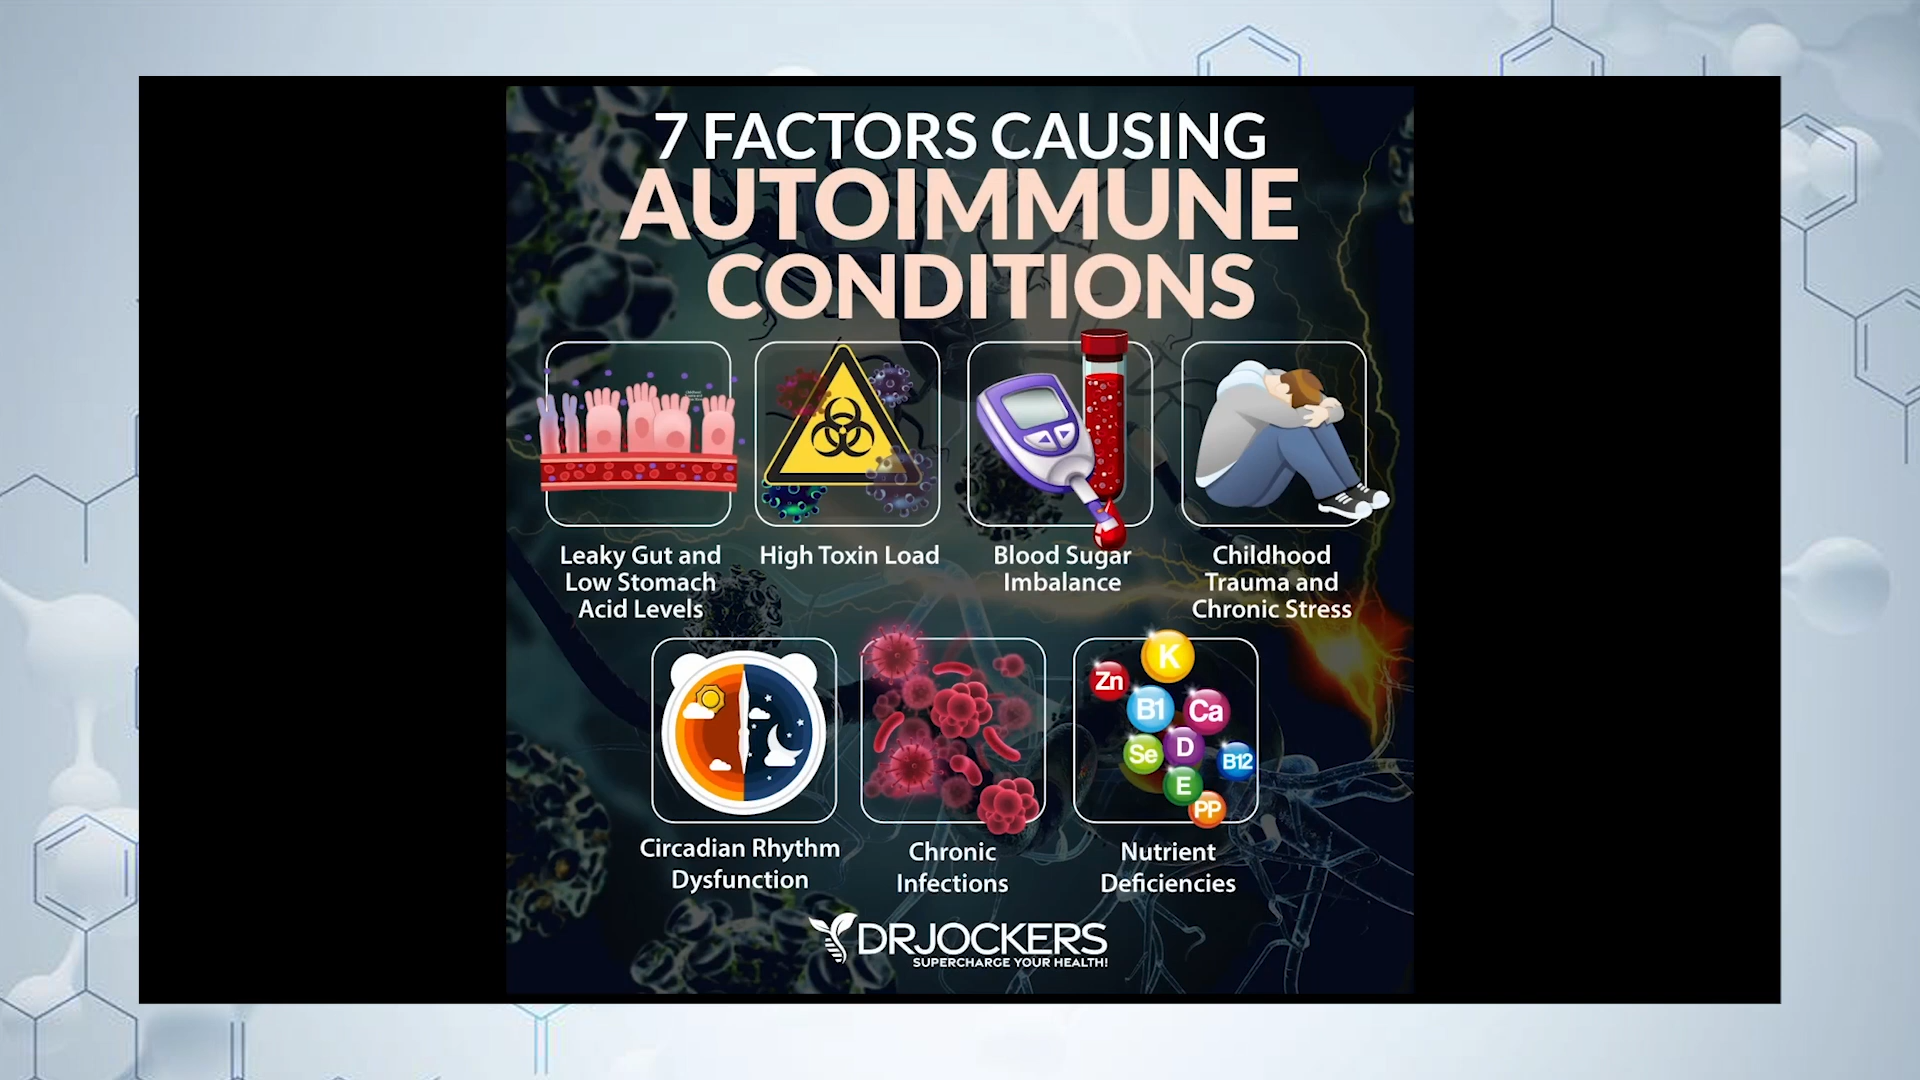 7 FACTORS CAUSING
AUTOIMMUNE
CONDITIONS
Leaky Gut and
Low Stomach
Acid Levels
High Toxin Load
Blood Sugar
Imbalance
Childhood
Trauma and
Chronic Stress
Circadian Rhythm
Dysfunction
Chronic
Infections
K
Zn
B1
Ca
Se
D
B12
E
PP
Nutrient
Deficiencies
DRJOCKERS
SUPERCHARGE YOUR HEALTH!